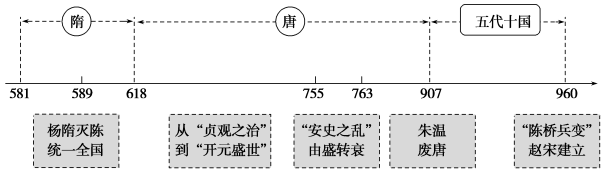 隋 唐 五代十国
581 589 618 755 763 907 960
杨隋灭陈
统一全国
从“贞观之治”
到“开元盛世”
“安史之乱”
由盛转衰
朱温
废唐
“陈桥兵变”
赵宋建立